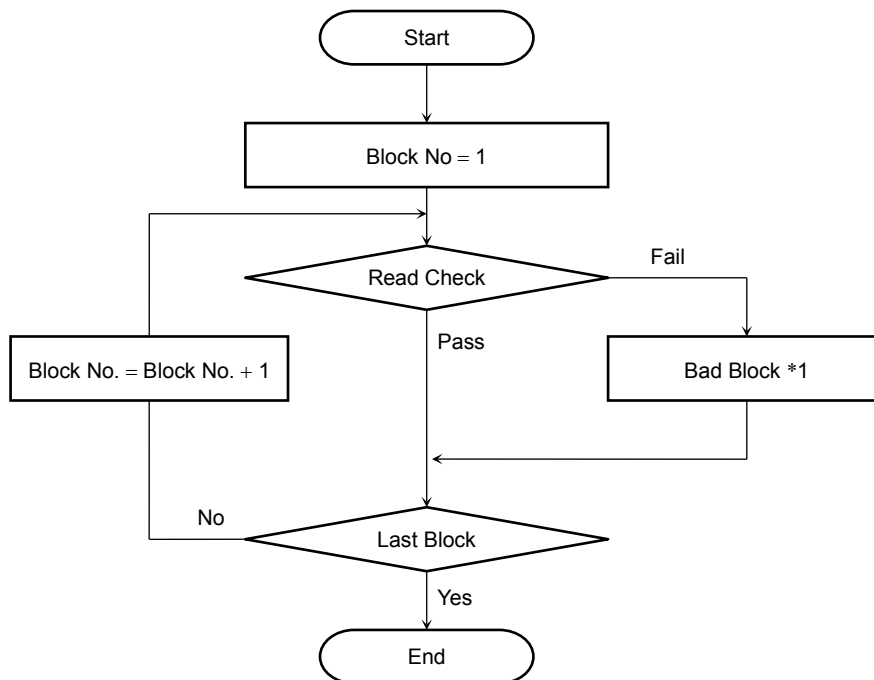 Start
Block No = 1
Read Check
Fail
Pass
Block No. = Block No. + 1
Bad Block *1
No
Last Block
Yes
End